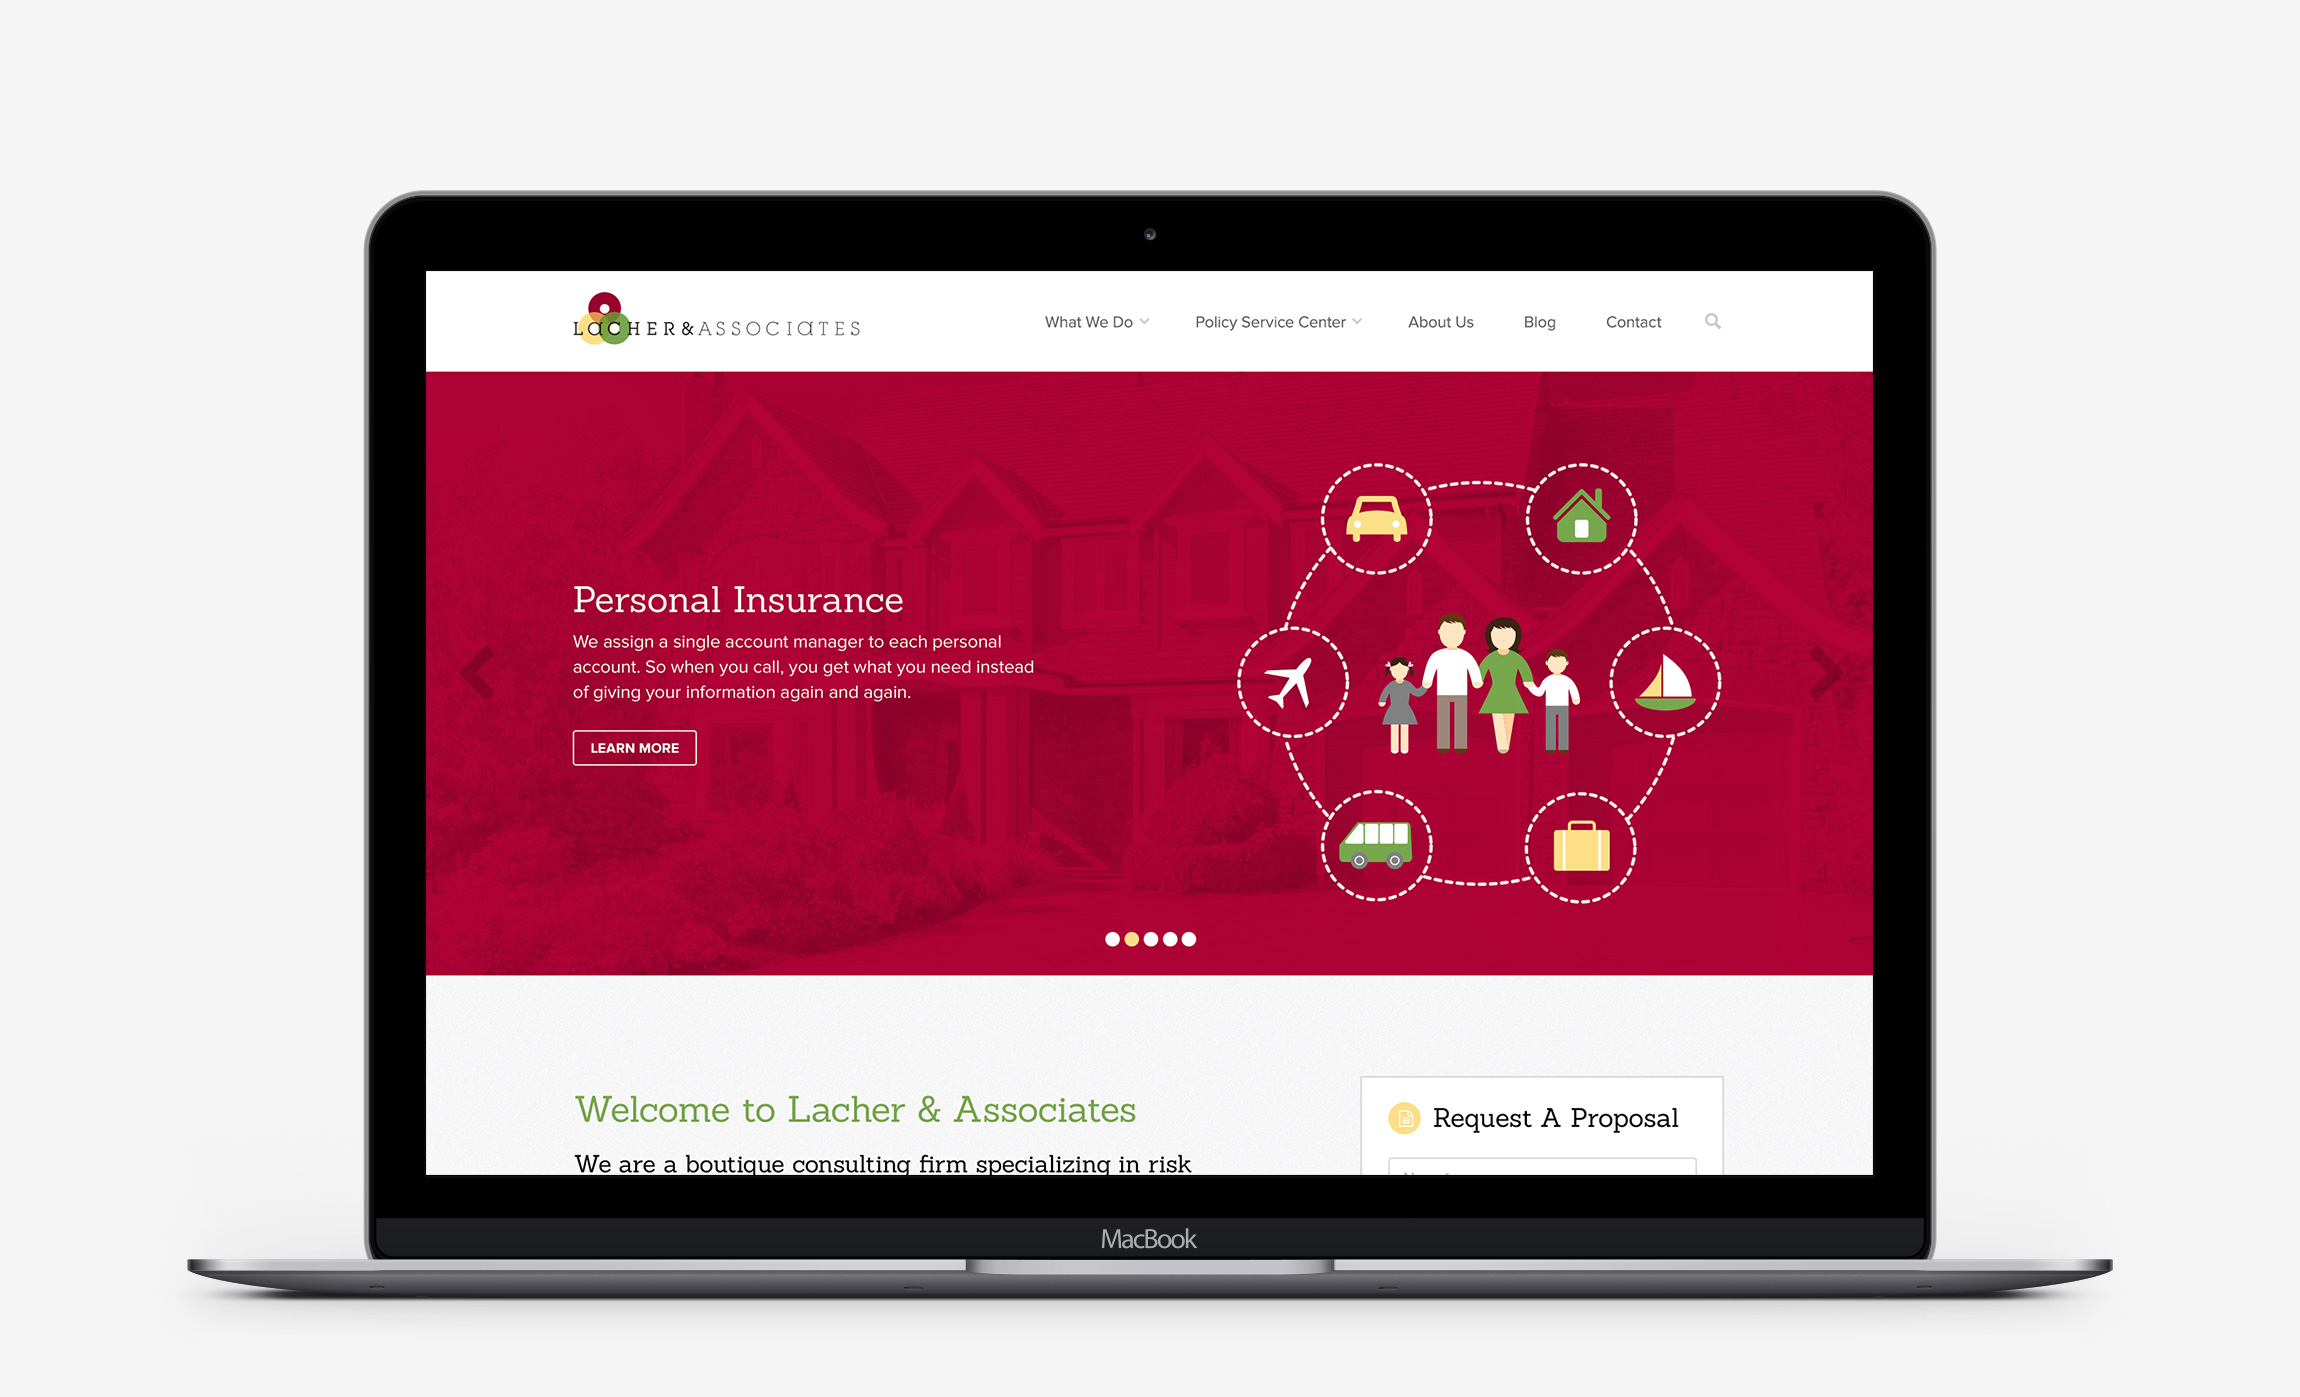 LACHER&ASSOCIATES
What We Do
Policy Service Center
About Us
Blog
Contact
Personal Insurance
We assign a single account manager to each personal
account. So when you call, you get what you need instead
of giving your information again and again.
LEARN MORE
Welcome to Lacher & Associates
We are a boutique consulting firm specializing in risk
Request A Proposal
MacBook